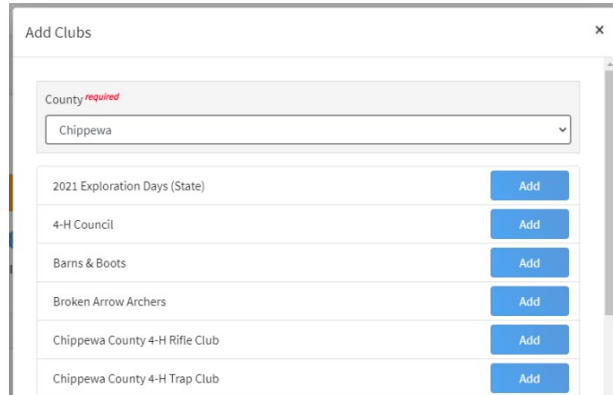 Add Clubs ×
County required
Chippewa
2021 Exploration Days (State) Add
4-H Council Add
Barns & Boots Add
Broken Arrow Archers Add
Chippewa County 4-H Rifle Club Add
Chippewa County 4-H Trap Club Add